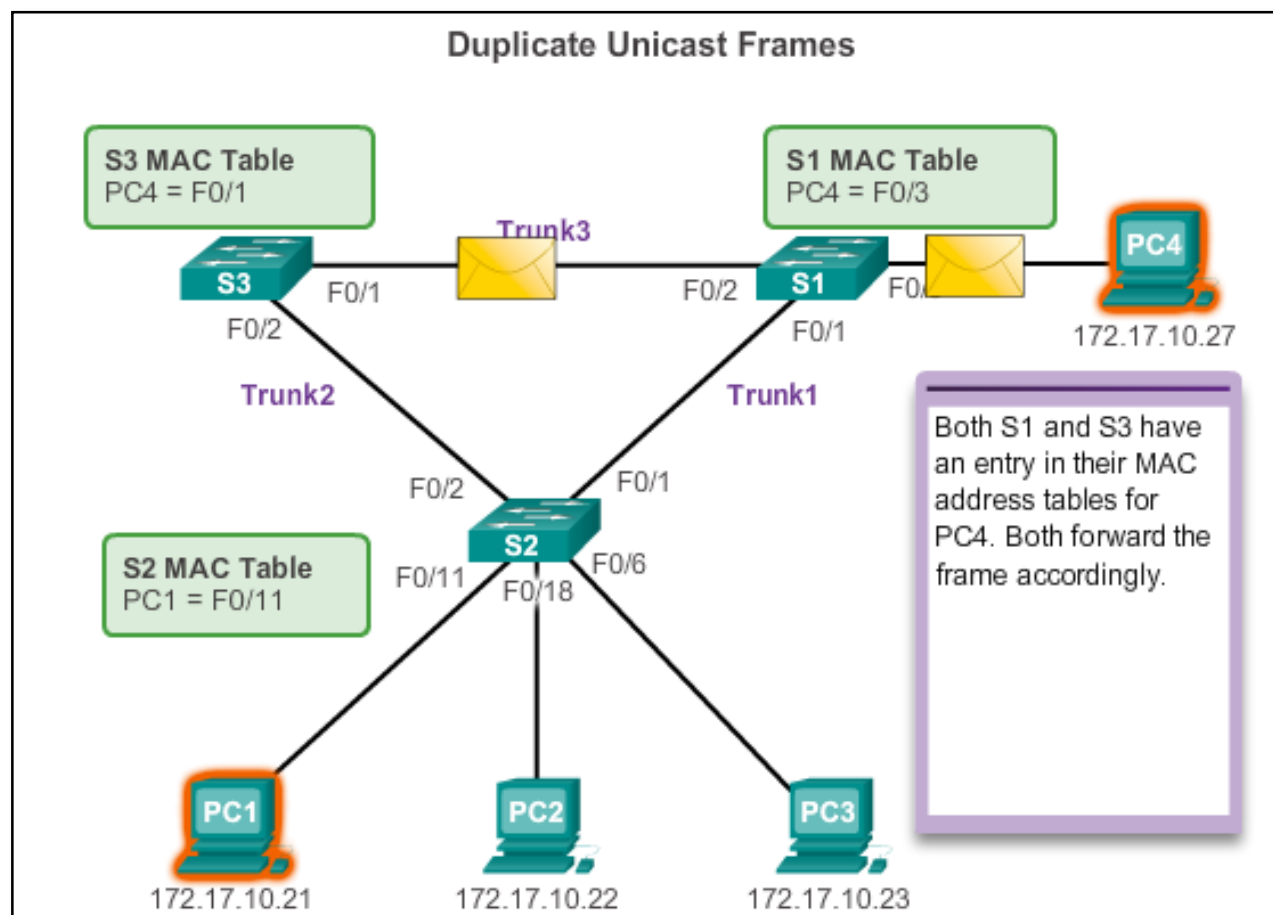 Duplicate Unicast Frames
S3 MAC Table
PC4 = F0/1
S1 MAC Table
PC4 = F0/3
Trunk3
PC4
S3
S1
F0/1
F0/2
F0/
172.17.10.27
F0/2
F0/1
Trunk2
Trunk1
Both S1 and S3 have
an entry in their MAC
address tables for
PC4. Both forward the
frame accordingly.
F0/2
F0/1
S2
S2 MAC Table
PC1 = F0/11
F0/11
F0/18
F0/6
PC1
PC2
PC3
172.17.10.21
172.17.10.22
172.17.10.23